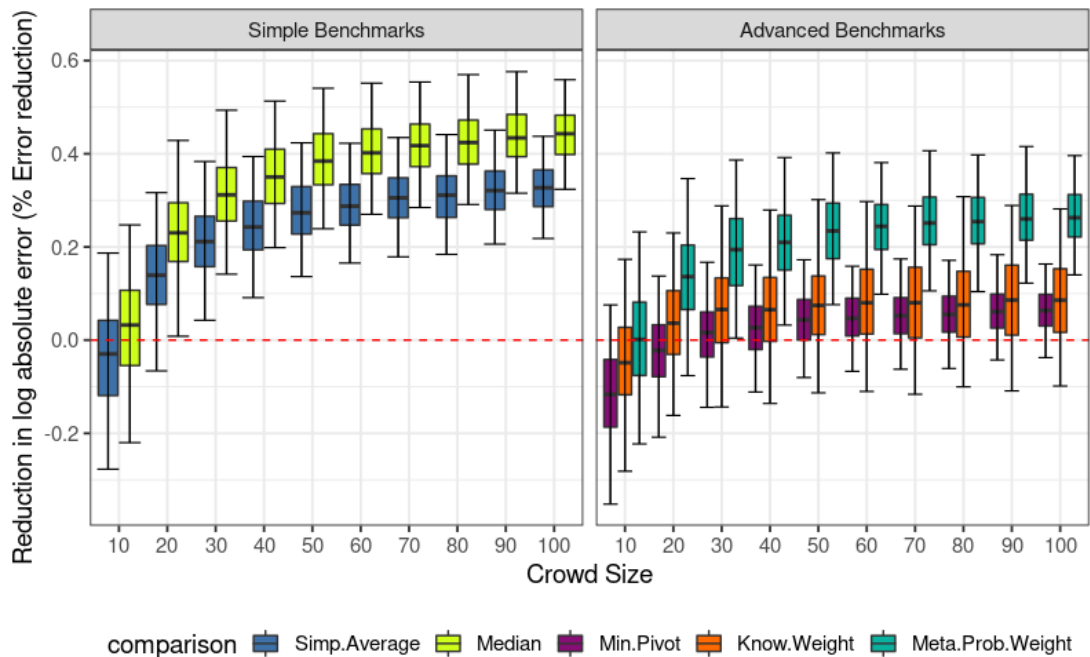 Simple Benchmarks Advanced Benchmarks
Reduction in log absolute error (% Error reduction)
0.6
0.4
0.2
0.0
-0.2
10 20 30 40 50 60 70 80 90 100 10 20 30 40 50 60 70 80 90 100
Crowd Size
comparison Simp.Average Median Min.Pivot Know.Weight Meta.Prob.Weight